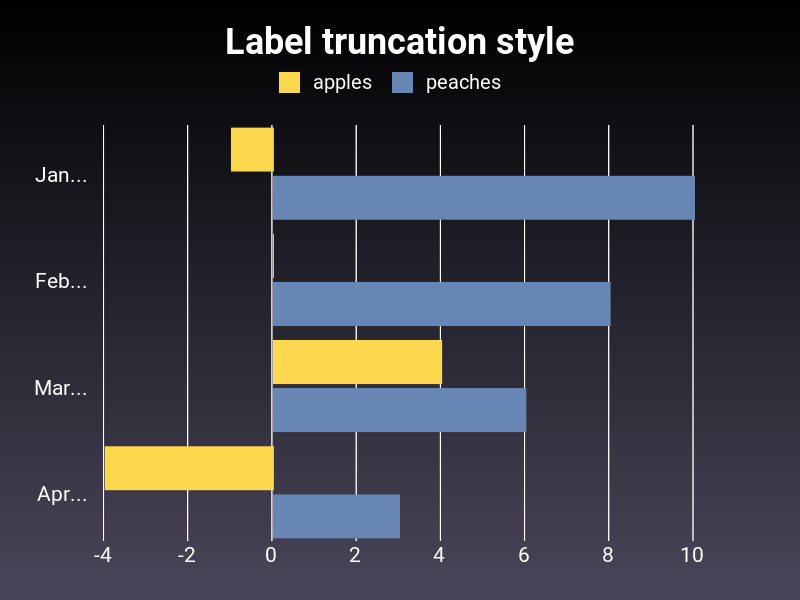 Label truncation style
apples peaches
Jan...
Feb...
Mar...
Apr...
-4 -2 0 2 4 6 8 10